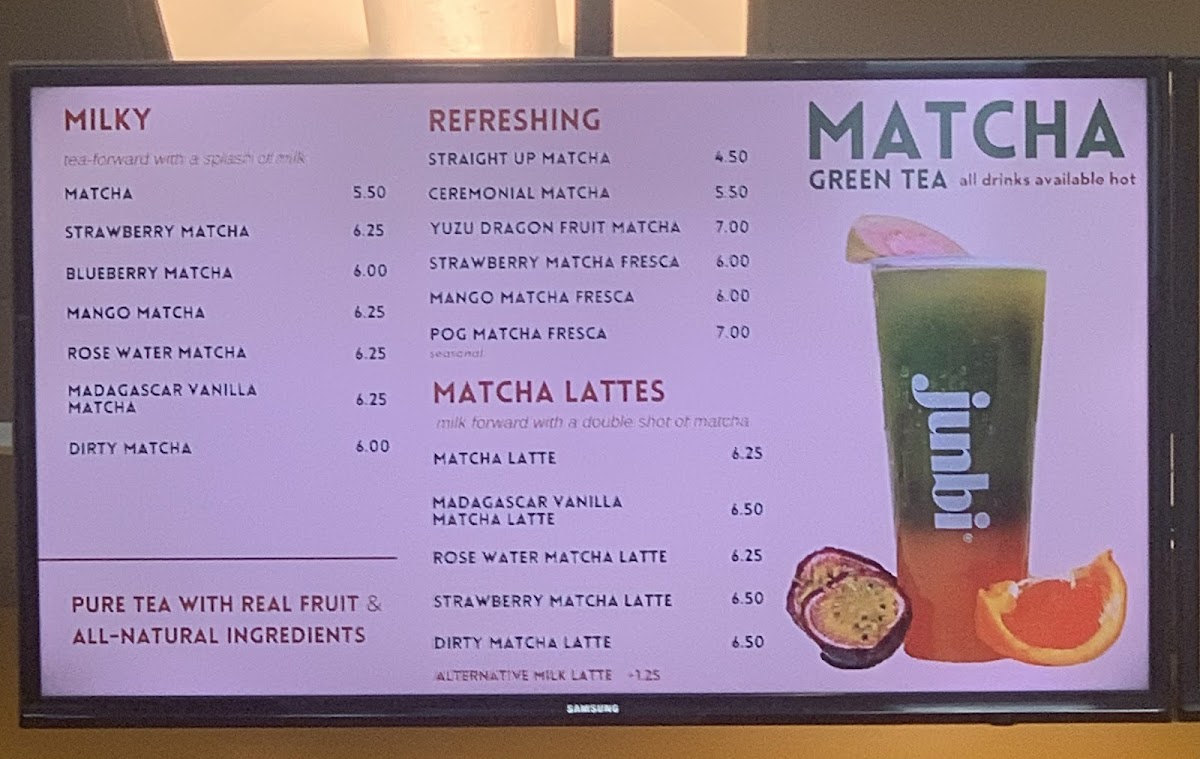 MILKY
tea-forward with a splash of milk
MATCHA 5.50
STRAWBERRY MATCHA 6.25
BLUEBERRY MATCHA 6.00
MANGO MATCHA 6.25
ROSE WATER MATCHA 6.25
MADAGASCAR VANILLA
MATCHA 6.25
DIRTY MATCHA 6.00
PURE TEA WITH REAL FRUIT &
ALL-NATURAL INGREDIENTS
REFRESHING
STRAIGHT UP MATCHA 4.50
CEREMONIAL MATCHA 5.50
YUZU DRAGON FRUIT MATCHA 7.00
STRAWBERRY MATCHA FRESCA 6.00
MANGO MATCHA FRESCA 6.00
POG MATCHA FRESCA 7.00
seasonal
MATCHA LATTES
milk forward with a double shot of matcha
MATCHA LATTE 6.25
MADAGASCAR VANILLA
MATCHA LATTE 6.50
ROSE WATER MATCHA LATTE 6.25
STRAWBERRY MATCHA LATTE 6.50
DIRTY MATCHA LATTE 6.50
ALTERNATIVE MILK LATTE +1.25
MATCHA
GREEN TEA all drinks available hot
junbi®
SAMSUNG